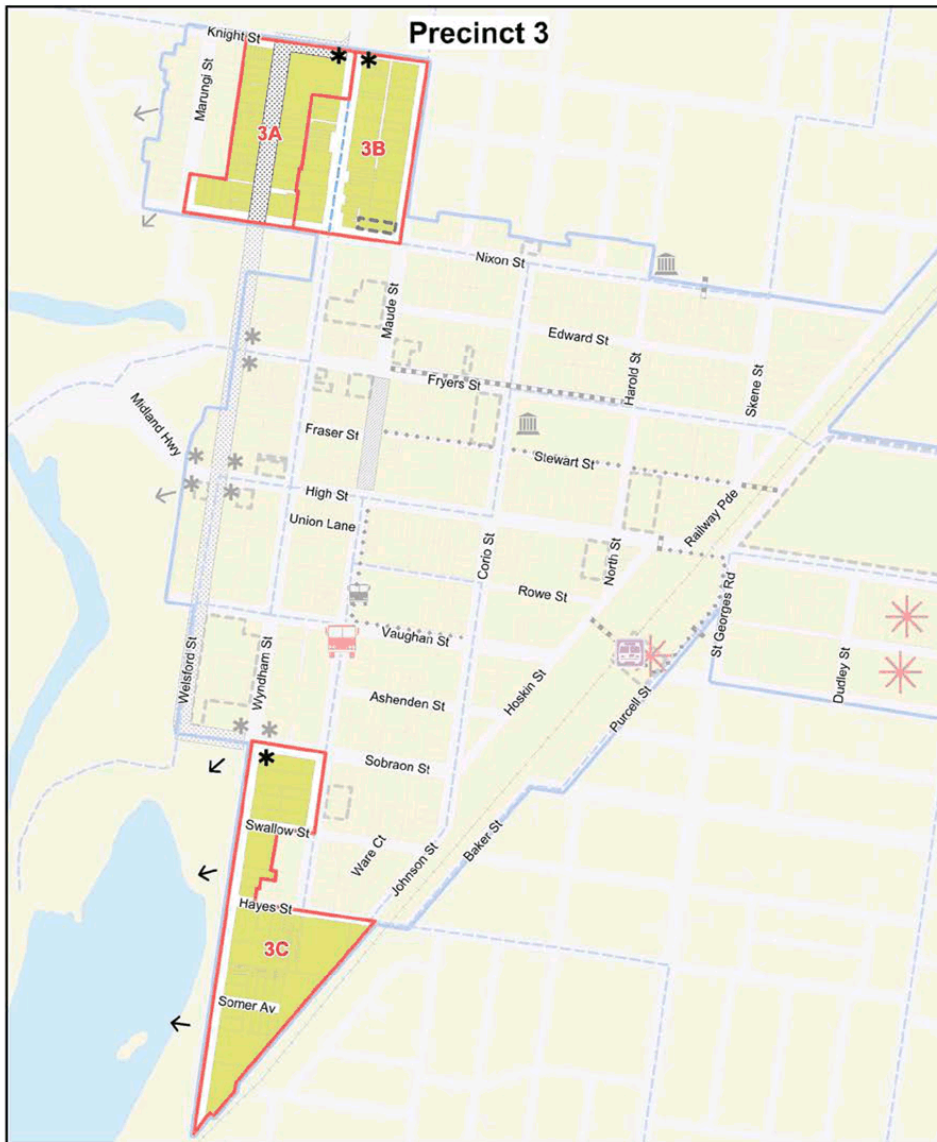 Precinct 3
Knight St
Marungi St
3A
3B
Nixon St
Maude St
Edward St
Harold St
Skene St
Fryers St
Midland Hwy
Fraser St
Stewart St
High St
Union Lane
Railway Pde
Corio St
North St
Rowe St
St Georges Rd
Vaughan St
Welsford St
Wyndham St
Dudley St
Hoskin St
Purcell St
Ashenden St
Sobraon St
Swallow St
Ware Ct
Johnson St
Baker St
Hayes St
3C
Somer Av